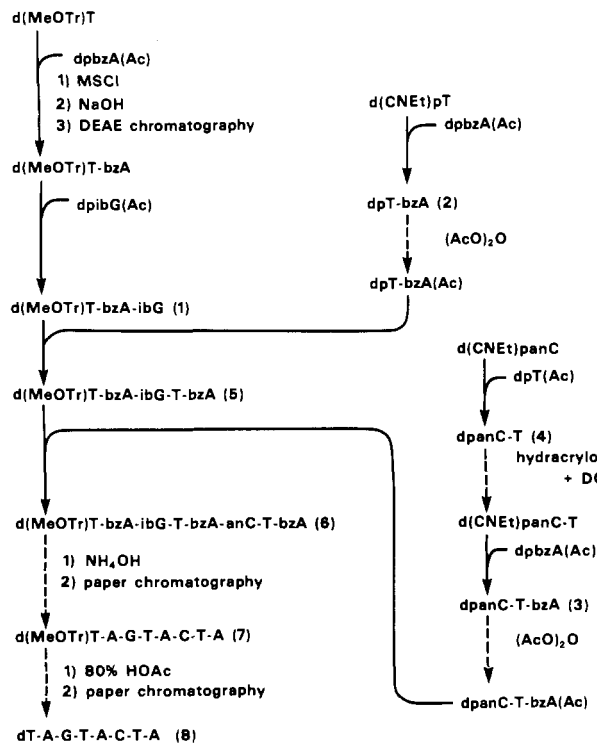 d(MeOTr)T
dpbzA(Ac)
1) MSCl
2) NaOH
3) DEAE chromatography
d(MeOTr)T-bzA
dpibG(Ac)
d(MeOTr)T-bzA-ibG (1)
d(CNEt)pT
dpbzA(Ac)
dpT-bzA (2)
(AcO)2O
dpT-bzA(Ac)
d(MeOTr)T-bzA-ibG-T-bzA (5)
d(CNEt)panC
dpT(Ac)
dpanC-T (4)
+
d(CNEt)panC-T
dpbzA(Ac)
dpanC-T-bzA (3)
(AcO)2O
dpanC-T-bzA(Ac)
d(MeOTr)T-bzA-ibG-T-bzA-anC-T-bzA (6)
1) NH4OH
2) paper chromatography
d(MeOTr)T-A-G-T-A-C-T-A (7)
1) 80% HOAc
2) paper chromatography
dT-A-G-T-A-C-T-A (8)